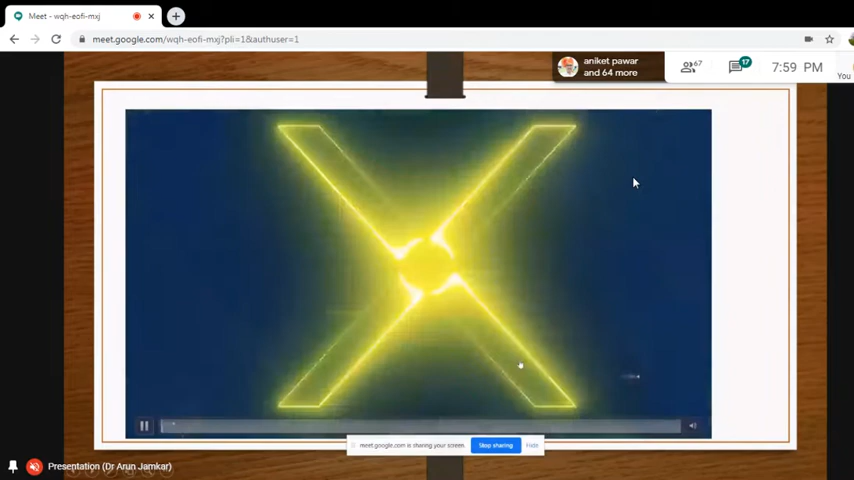 Meet - wqh-eofi-mxj
meet.google.com/wqh-eofi-mxj?pli=1&authuser=1
aniket pawar
and 64 more
67
17
7:59 PM
You
meet.google.com is sharing your screen.
Stop sharing
Hide
Presentation (Dr Arun Jamkar)